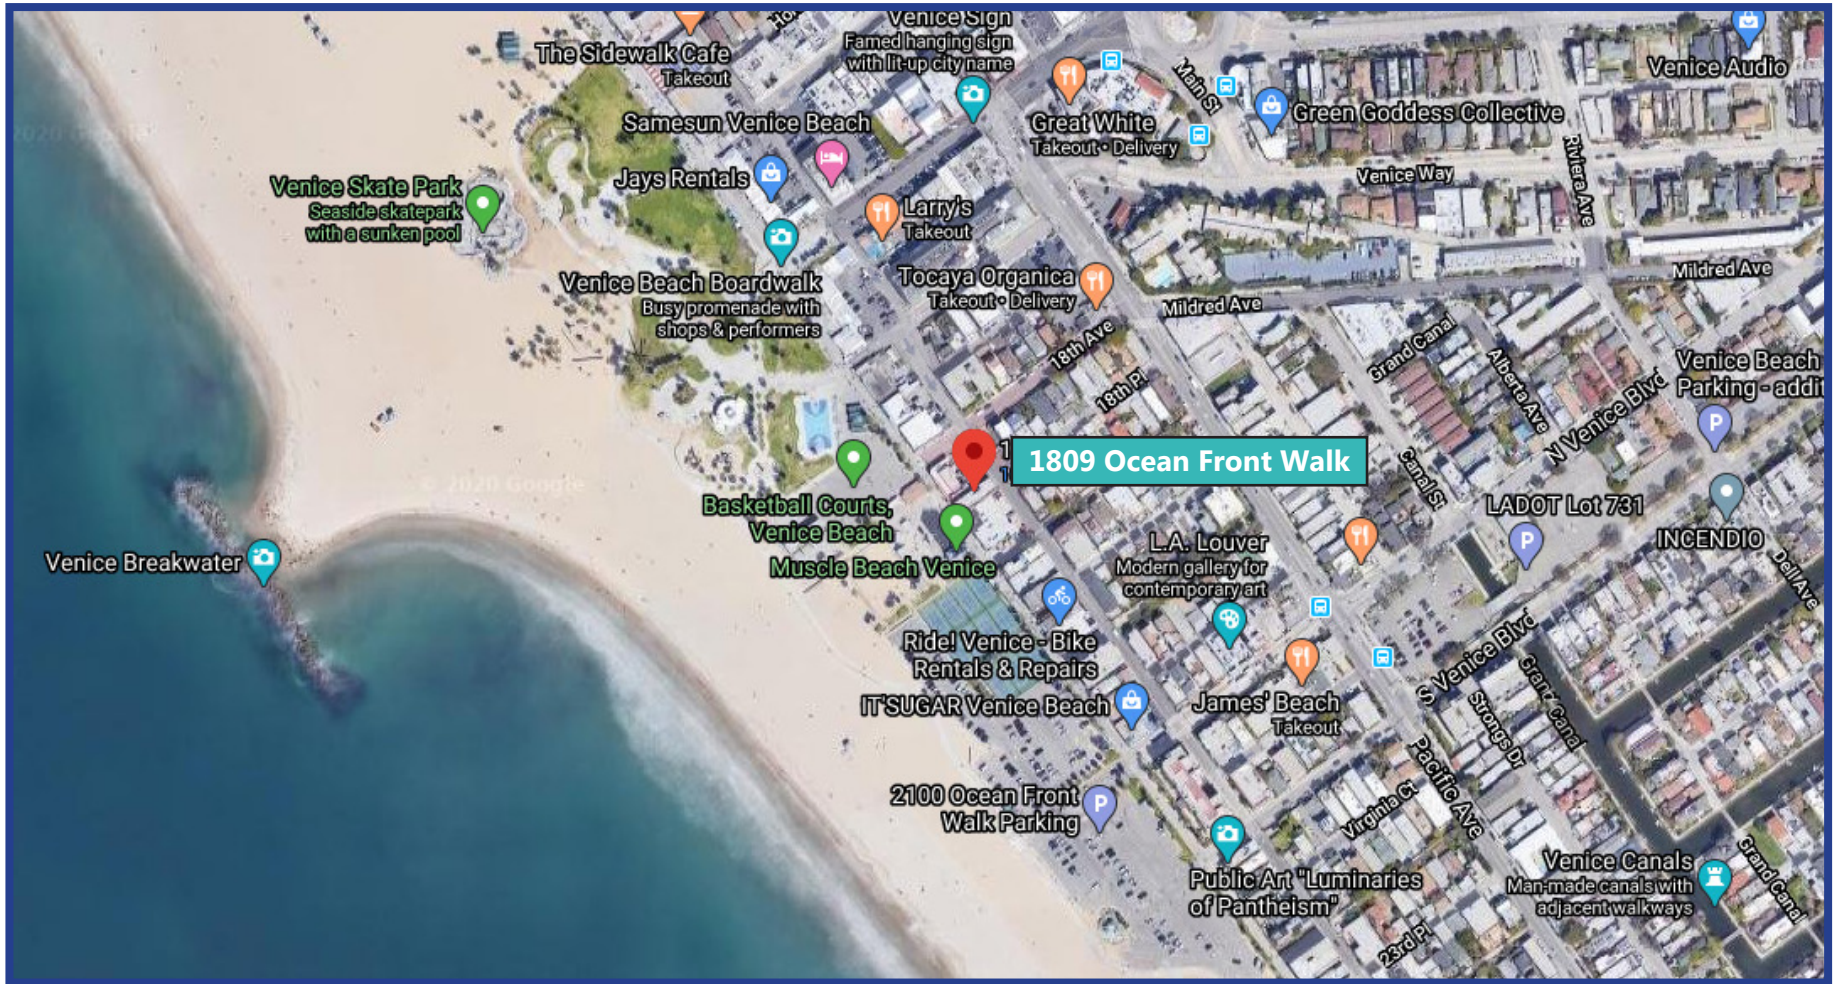 Venice Sign
Famed hanging sign
with lit-up city name
The Sidewalk Cafe
Takeout
Main St
Venice Audio
Great White
Takeout • Delivery
Green Goddess Collective
Samesun Venice Beach
2020 Google
Jays Rentals
Venice Way
Riviera Ave
Venice Skate Park
Seaside skatepark
with a sunken pool
Larry's
Takeout
Venice Beach Boardwalk
Busy promenade with
shops & performers
Tocaya Organica
Takeout • Delivery
Mildred Ave
Mildred Ave
18th Ave
18th Pl
Grand Canal
Alberta Ave
N Venice Blvd
Venice Beach
Parking - addit
P
1809 Ocean Front Walk
Canal St
© 2020 Google
Basketball Courts,
Venice Beach
Muscle Beach Venice
LADOT Lot 731
P
INCENDIO
Dell Ave
L.A. Louver
Modern gallery for
contemporary art
Venice Breakwater
Ride! Venice - Bike
Rentals & Repairs
S Venice Blvd
Grand Canal
Strongs Dr
IT'SUGAR Venice Beach
James' Beach
Takeout
Pacific Ave
2100 Ocean Front
Walk Parking
P
Virginia Ct
Public Art "Luminaries
of Pantheism"
Venice Canals
Man-made canals with
adjacent walkways
Grand Canal
23rd Pl